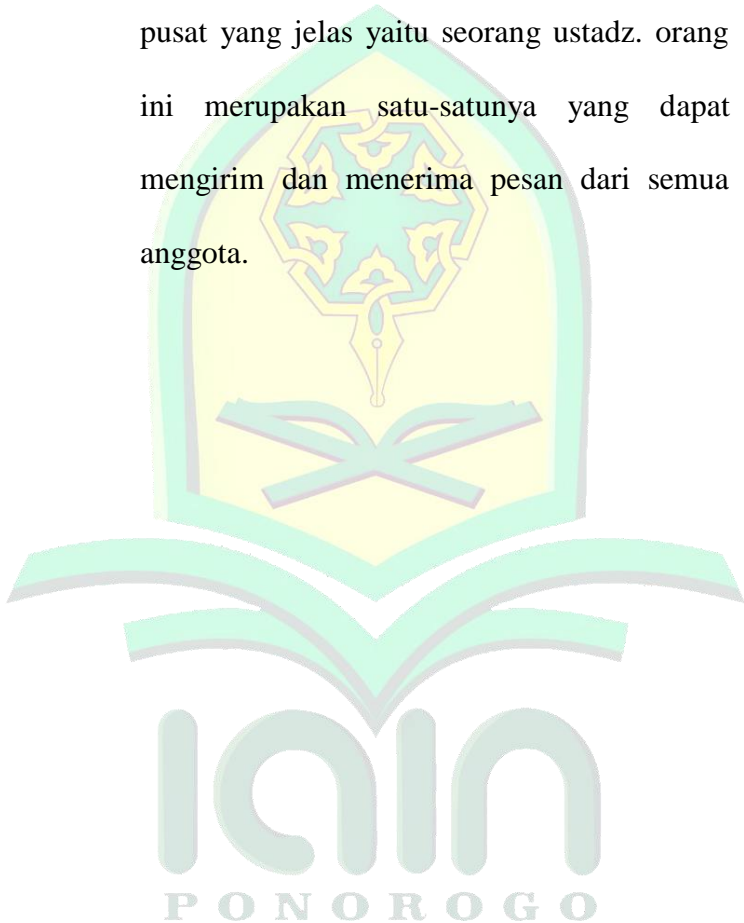 pusat yang jelas yaitu seorang ustadz. orang
ini merupakan satu-satunya yang dapat
mengirim dan menerima pesan dari semua
anggota.
iain
PONOROGO